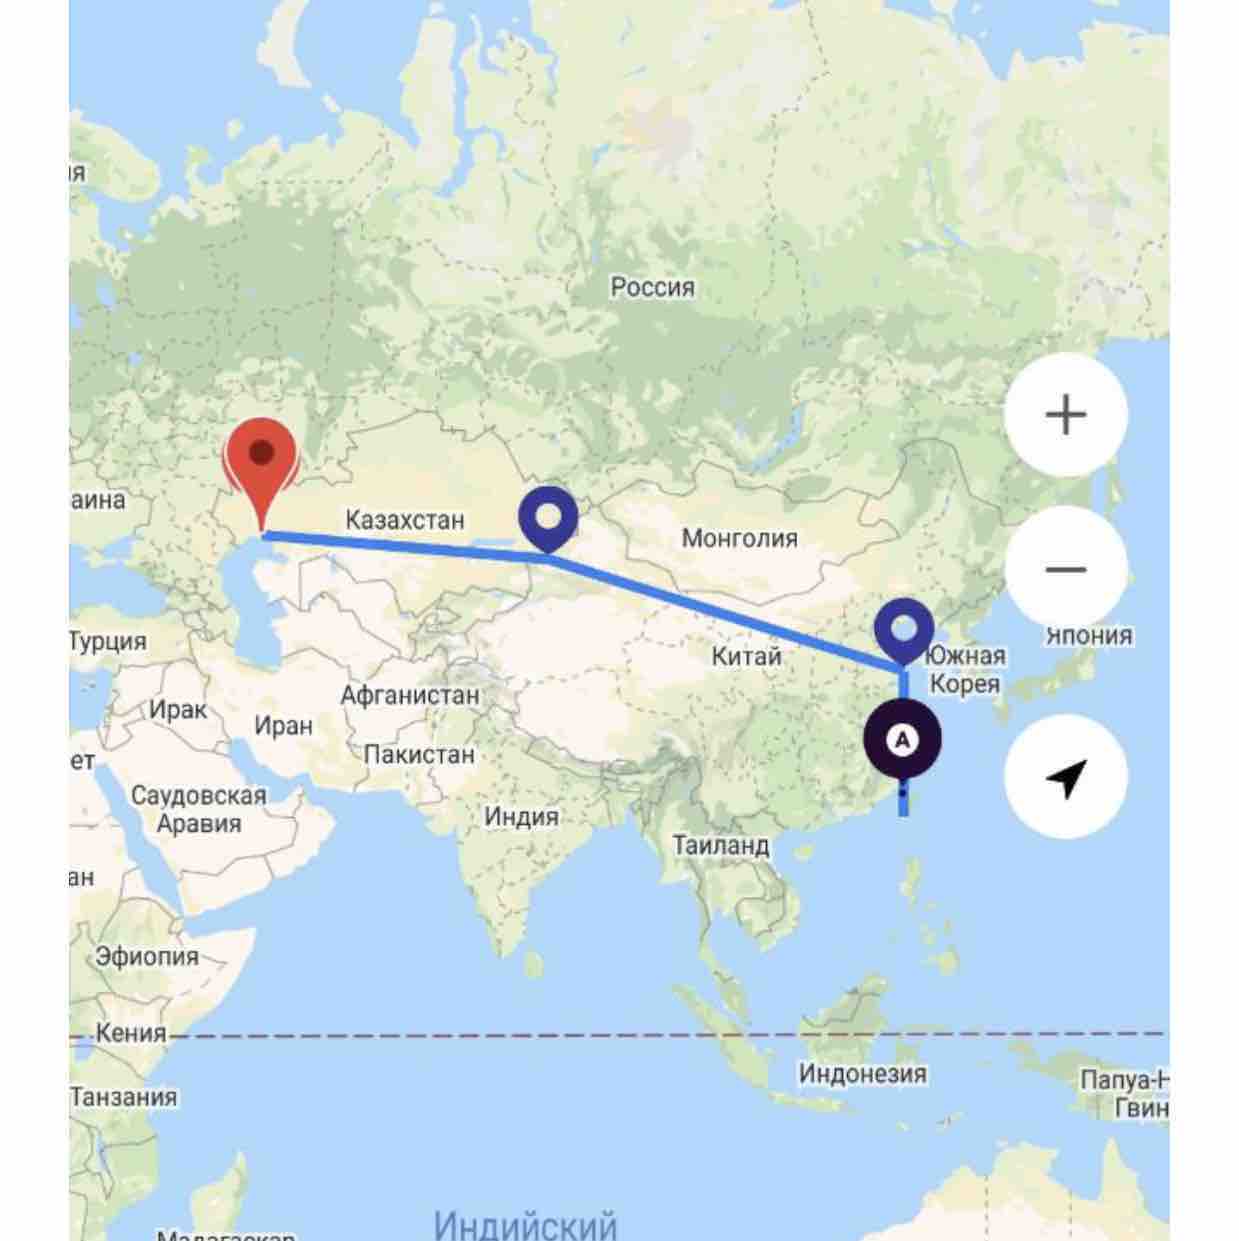 я
Россия
аина
Казахстан
Монголия
Турция
Китай
Южная
Корея
Япония
Ирак
Иран
Афганистан
Пакистан
ет
Саудовская
Аравия
Индия
A
Таиланд
ан
Эфиопия
Кения
Танзания
Индонезия
Папуа-Н
Гвин
Индийский
Мадагаскар